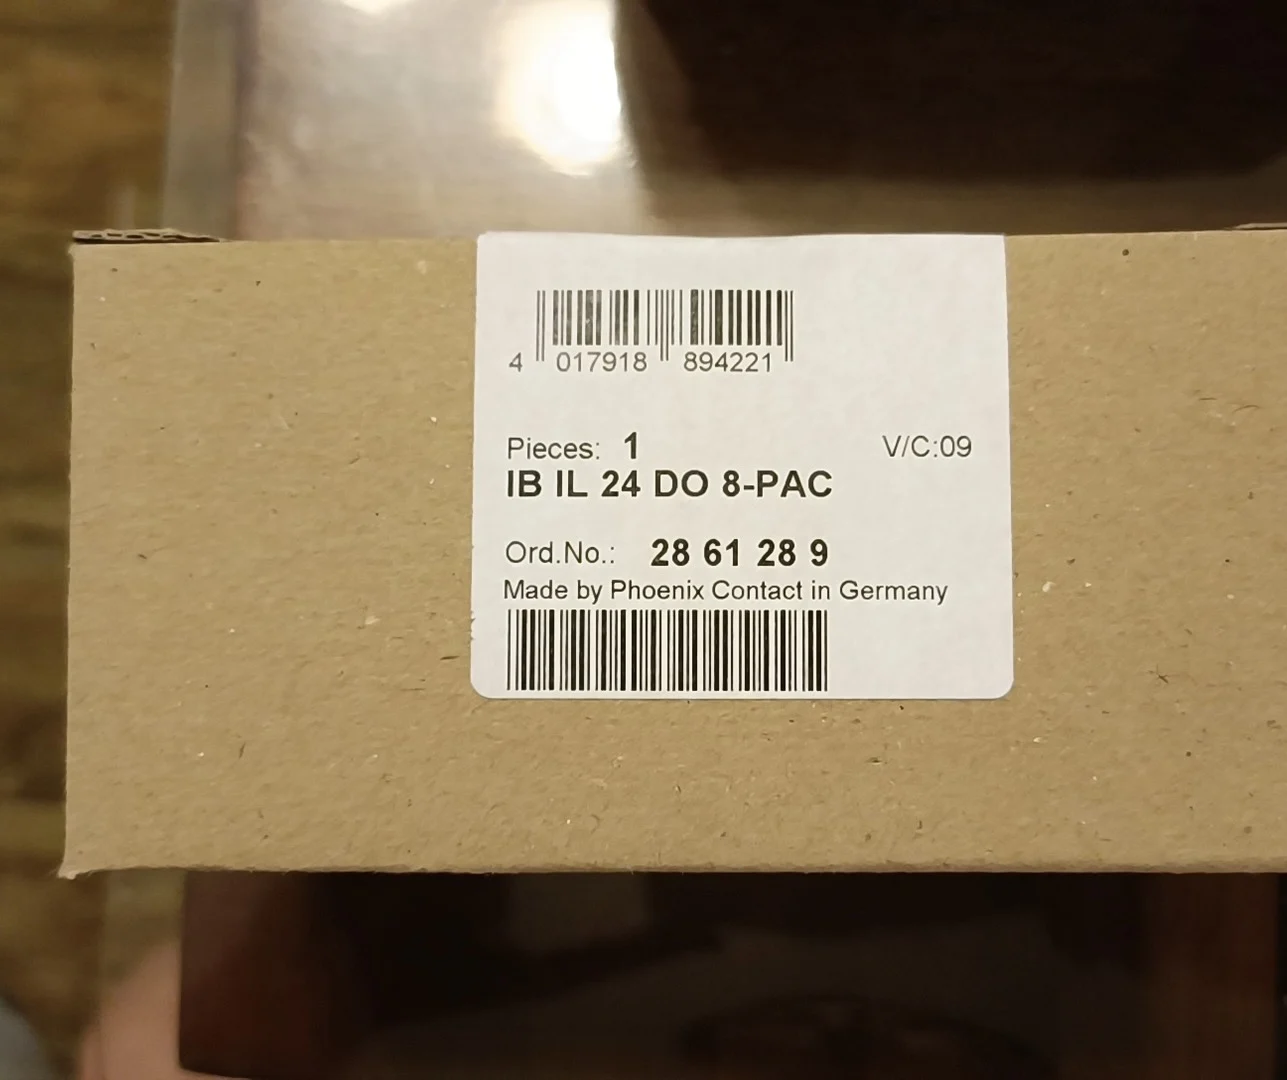 4 017918 894221
Pieces: 1 V/C:09
IB IL 24 DO 8-PAC
Ord.No.: 28 61 28 9
Made by Phoenix Contact in Germany